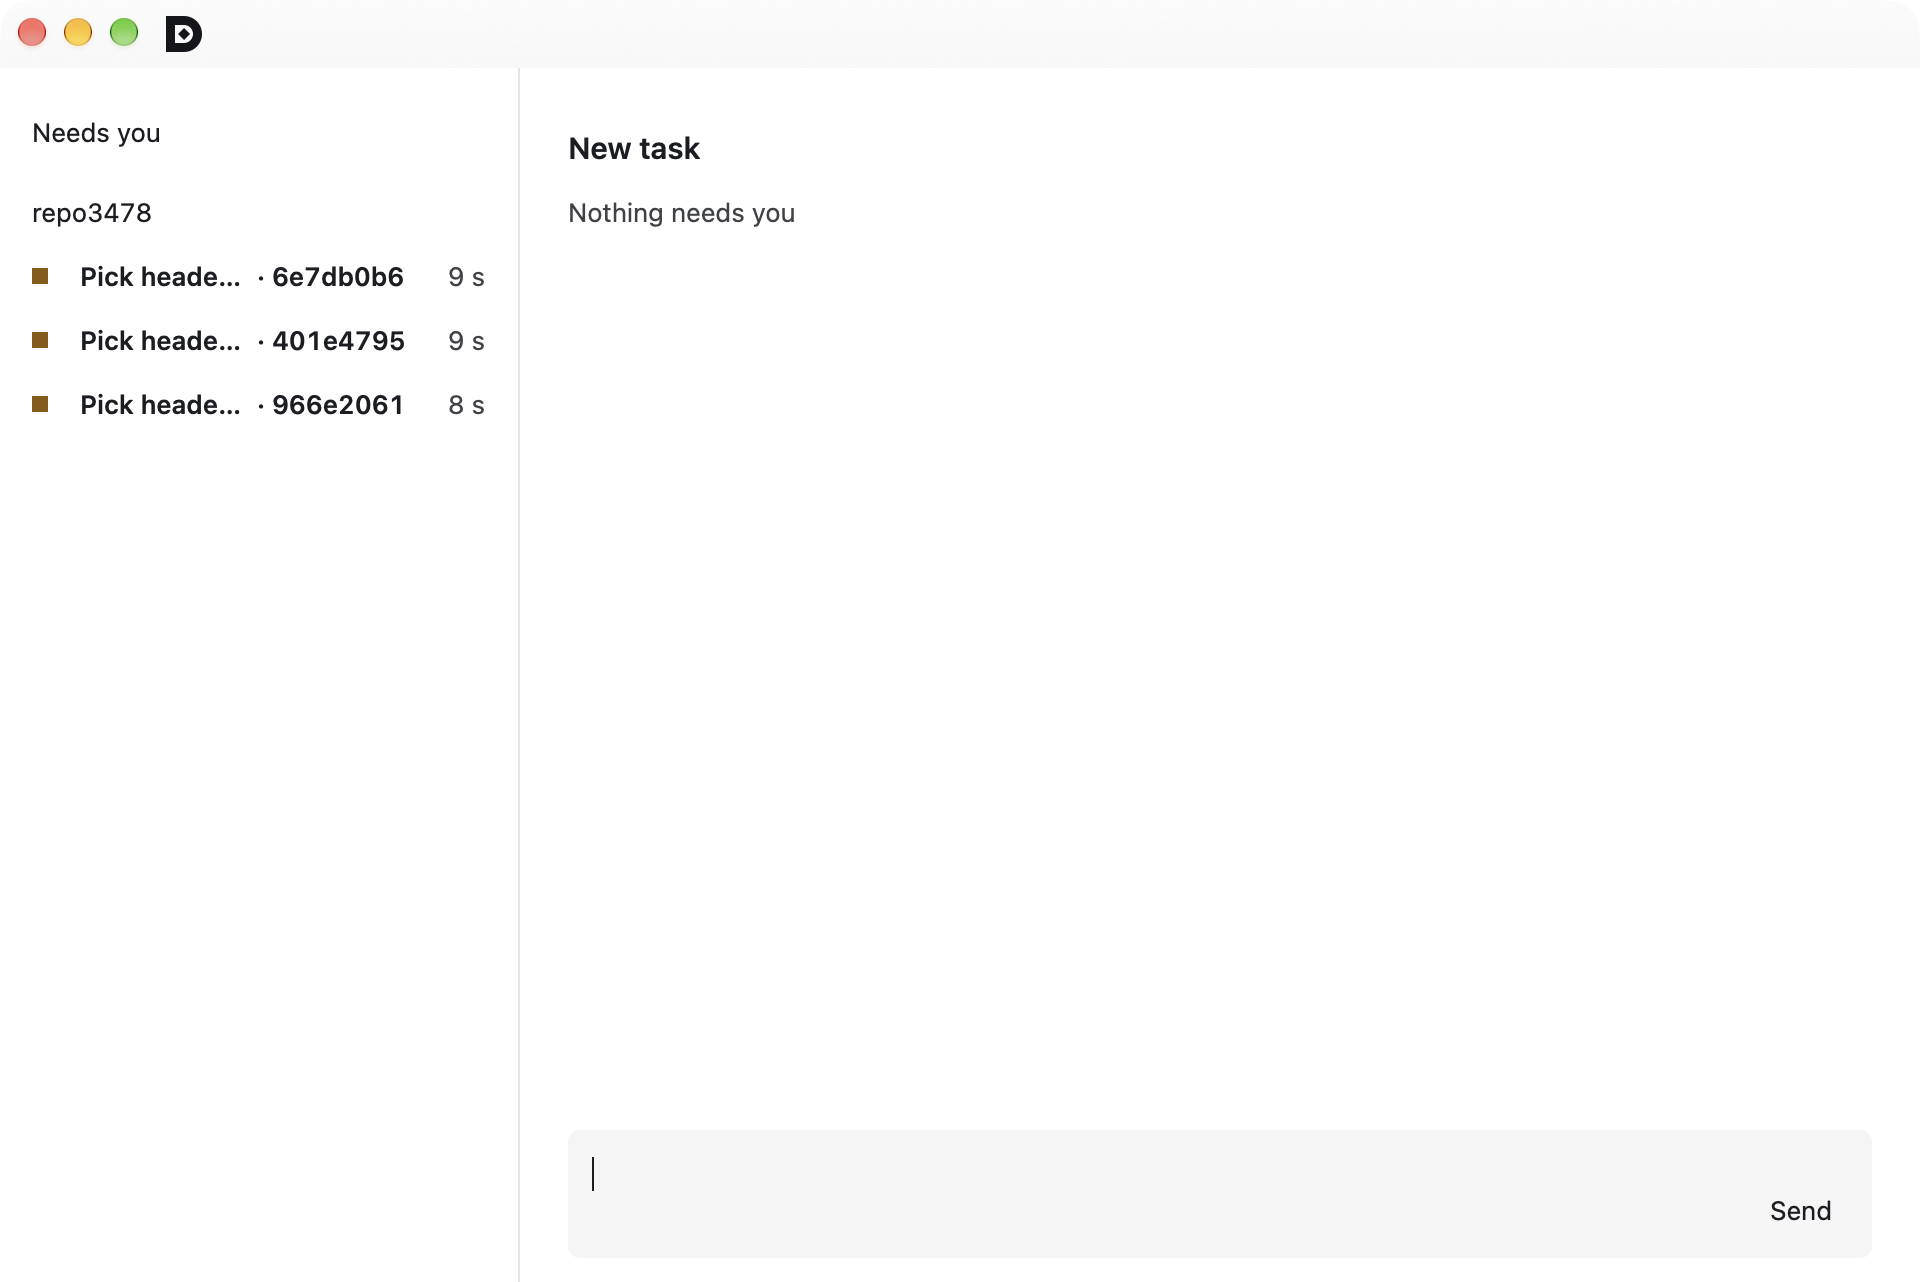 Needs you
repo3478
Pick heade... · 6e7db0b6 9 s
Pick heade... · 401e4795 9 s
Pick heade... · 966e2061 8 s
New task
Nothing needs you
Send